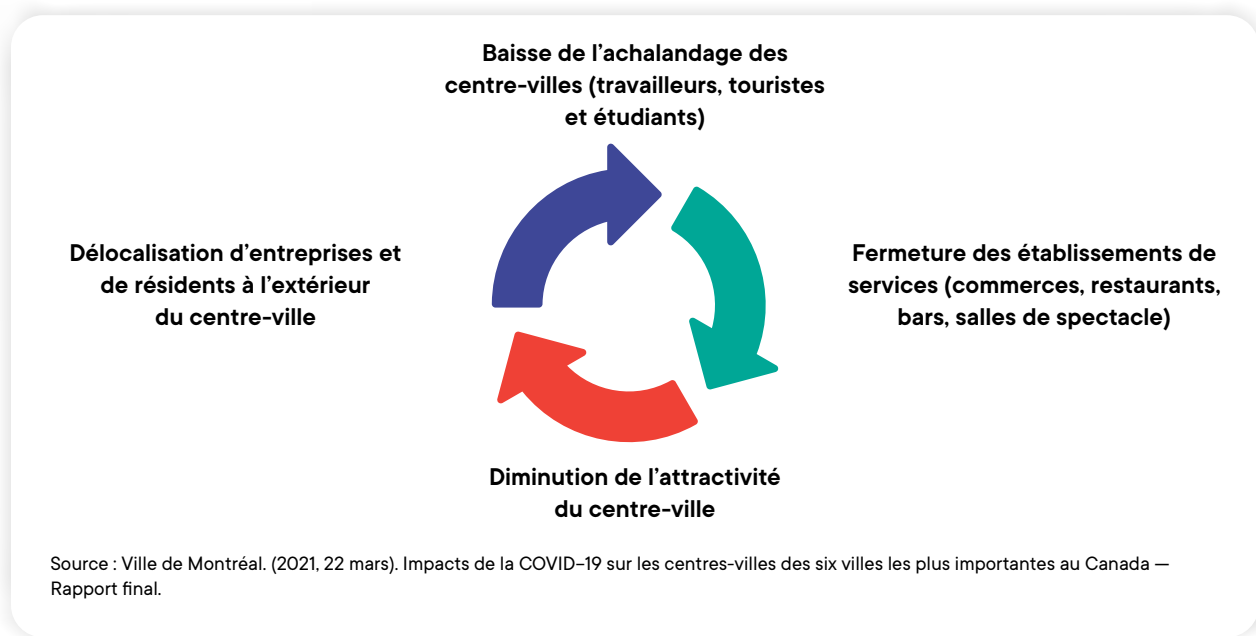 Baisse de l’achalandage des
centre-villes (travailleurs, touristes
et étudiants)
Délocalisation d’entreprises et
de résidents à l’extérieur
du centre-ville
Fermeture des établissements de
services (commerces, restaurants,
bars, salles de spectacle)
Diminution de l’attractivité
du centre-ville
Source : Ville de Montréal. (2021, 22 mars). Impacts de la COVID–19 sur les centres-villes des six villes les plus importantes au Canada —
Rapport final.